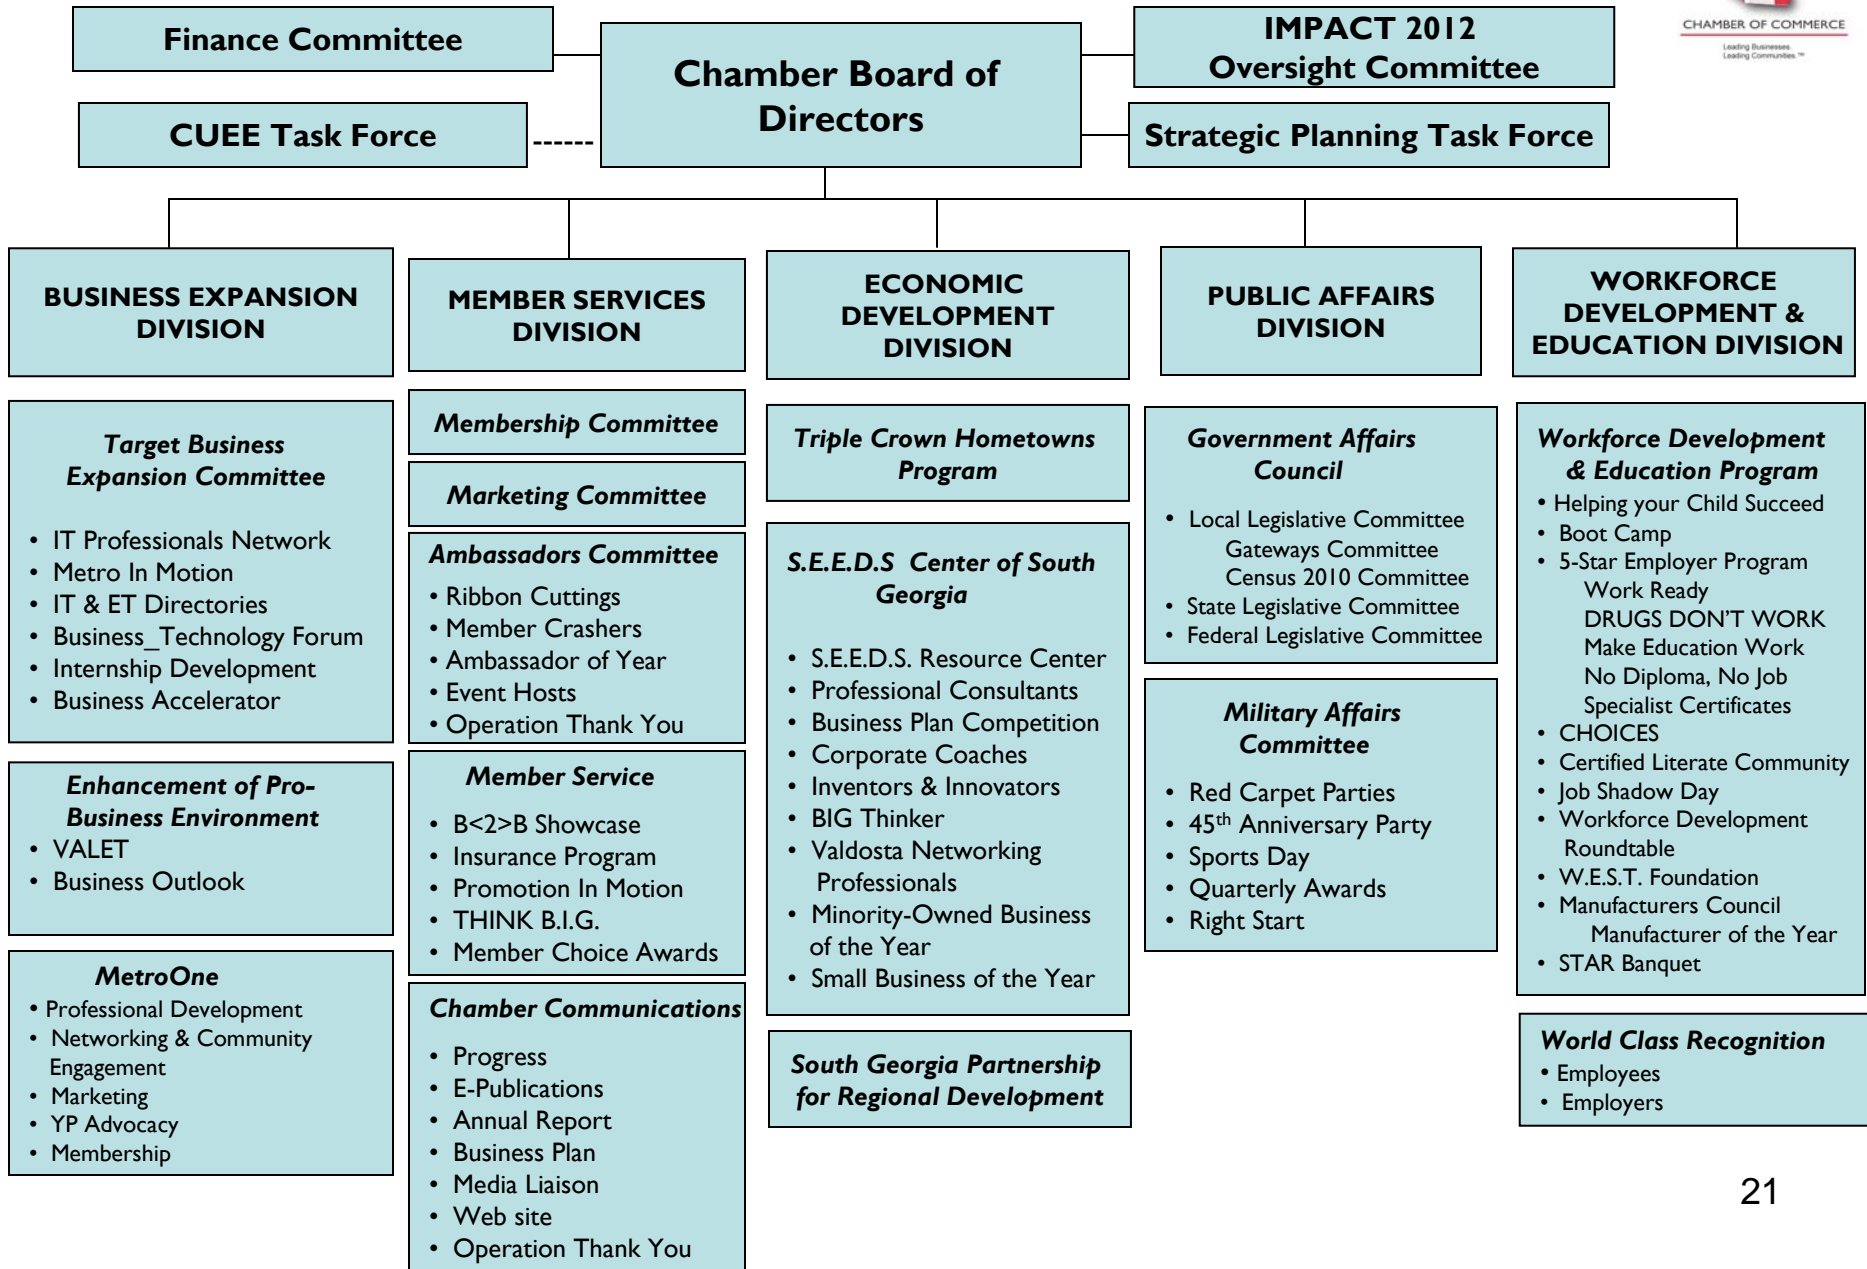 Finance Committee
Chamber Board of
Directors
IMPACT 2012
Oversight Committee
CHAMBER OF COMMERCE
Leading Businesses.
Leading Communities.™
CUEE Task Force
------
Strategic Planning Task Force
BUSINESS EXPANSION
DIVISION
Target Business
Expansion Committee
• IT Professionals Network
• Metro In Motion
• IT & ET Directories
• Business_Technology Forum
• Internship Development
• Business Accelerator
Enhancement of Pro-
Business Environment
• VALET
• Business Outlook
MetroOne
• Professional Development
• Networking & Community
Engagement
• Marketing
• YP Advocacy
• Membership
MEMBER SERVICES
DIVISION
Membership Committee
Marketing Committee
Ambassadors Committee
• Ribbon Cuttings
• Member Crashers
• Ambassador of Year
• Event Hosts
• Operation Thank You
Member Service
• B<2>B Showcase
• Insurance Program
• Promotion In Motion
• THINK B.I.G.
• Member Choice Awards
Chamber Communications
• Progress
• E-Publications
• Annual Report
• Business Plan
• Media Liaison
• Web site
• Operation Thank You
ECONOMIC
DEVELOPMENT
DIVISION
Triple Crown Hometowns
Program
S.E.E.D.S Center of South
Georgia
• S.E.E.D.S. Resource Center
• Professional Consultants
• Business Plan Competition
• Corporate Coaches
• Inventors & Innovators
• BIG Thinker
• Valdosta Networking
Professionals
• Minority-Owned Business
of the Year
• Small Business of the Year
South Georgia Partnership
for Regional Development
PUBLIC AFFAIRS
DIVISION
Government Affairs
Council
• Local Legislative Committee
Gateways Committee
Census 2010 Committee
• State Legislative Committee
• Federal Legislative Committee
Military Affairs
Committee
• Red Carpet Parties
• 45th Anniversary Party
• Sports Day
• Quarterly Awards
• Right Start
WORKFORCE
DEVELOPMENT &
EDUCATION DIVISION
Workforce Development
& Education Program
• Helping your Child Succeed
• Boot Camp
• 5-Star Employer Program
Work Ready
DRUGS DON’T WORK
Make Education Work
No Diploma, No Job
Specialist Certificates
• CHOICES
• Certified Literate Community
• Job Shadow Day
• Workforce Development
Roundtable
• W.E.S.T. Foundation
• Manufacturers Council
Manufacturer of the Year
• STAR Banquet
World Class Recognition
• Employees
• Employers
21